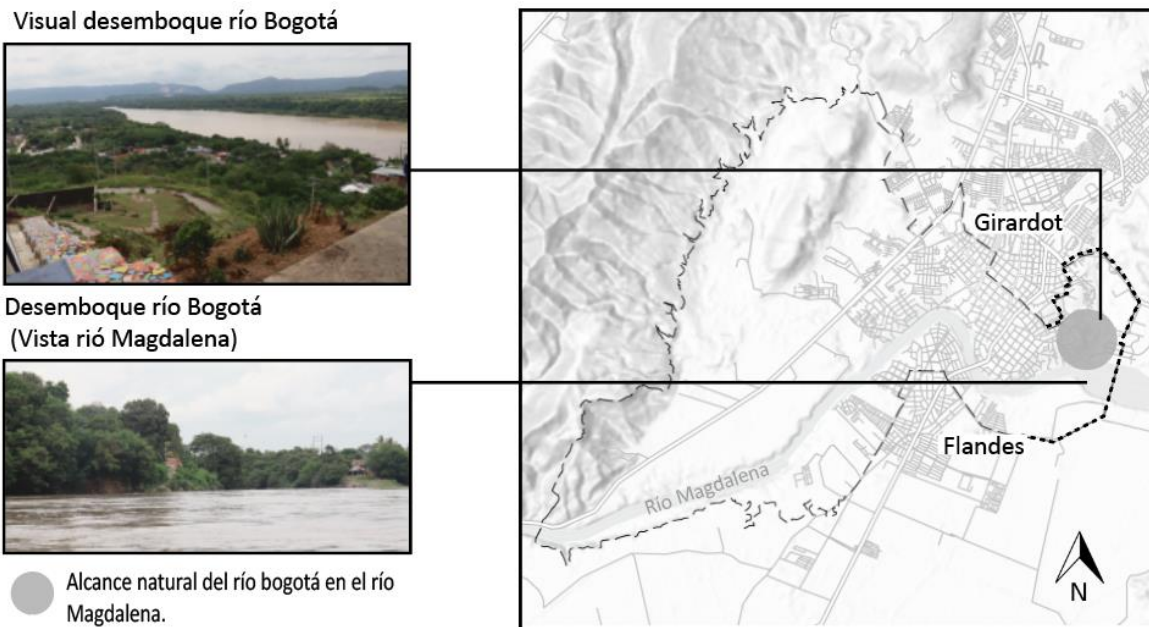 Visual desemboque río Bogotá
Desemboque río Bogotá
(Vista rió Magdalena)
Alcance natural del río bogotá en el río
Magdalena.
Girardot
Flandes
Río Magdalena
N